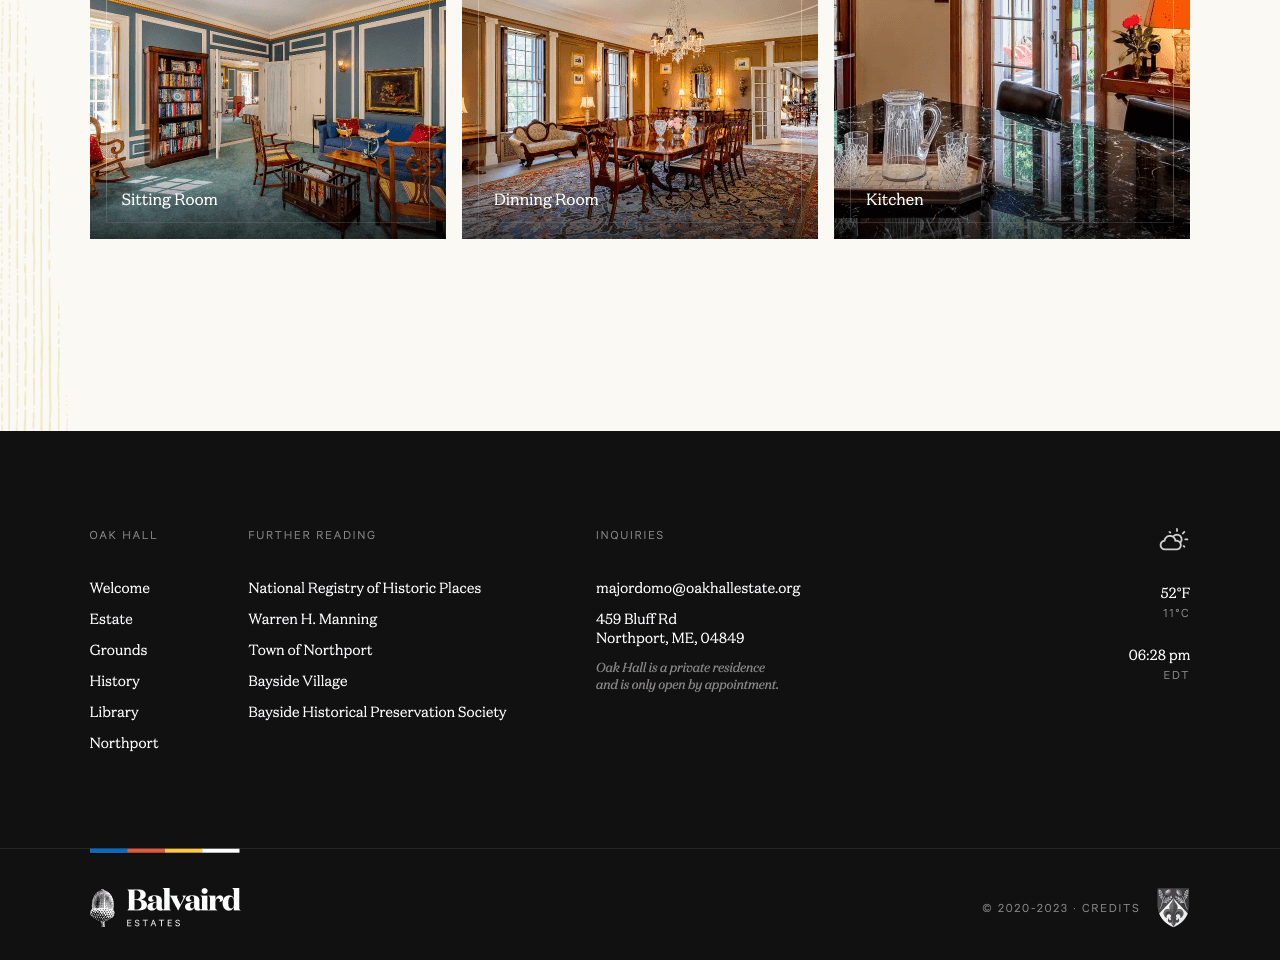 Sitting Room
Dinning Room
Kitchen
OAK HALL
Welcome
Estate
Grounds
History
Library
Northport
FURTHER READING
National Registry of Historic Places
Warren H. Manning
Town of Northport
Bayside Village
Bayside Historical Preservation Society
INQUIRIES
majordomo@oakhallestate.org
459 Bluff Rd
Northport, ME, 04849
Oak Hall is a private residence
and is only open by appointment.
52°F
11°C
06:28 pm
EDT
Balvaird
ESTATES
© 2020-2023 · CREDITS